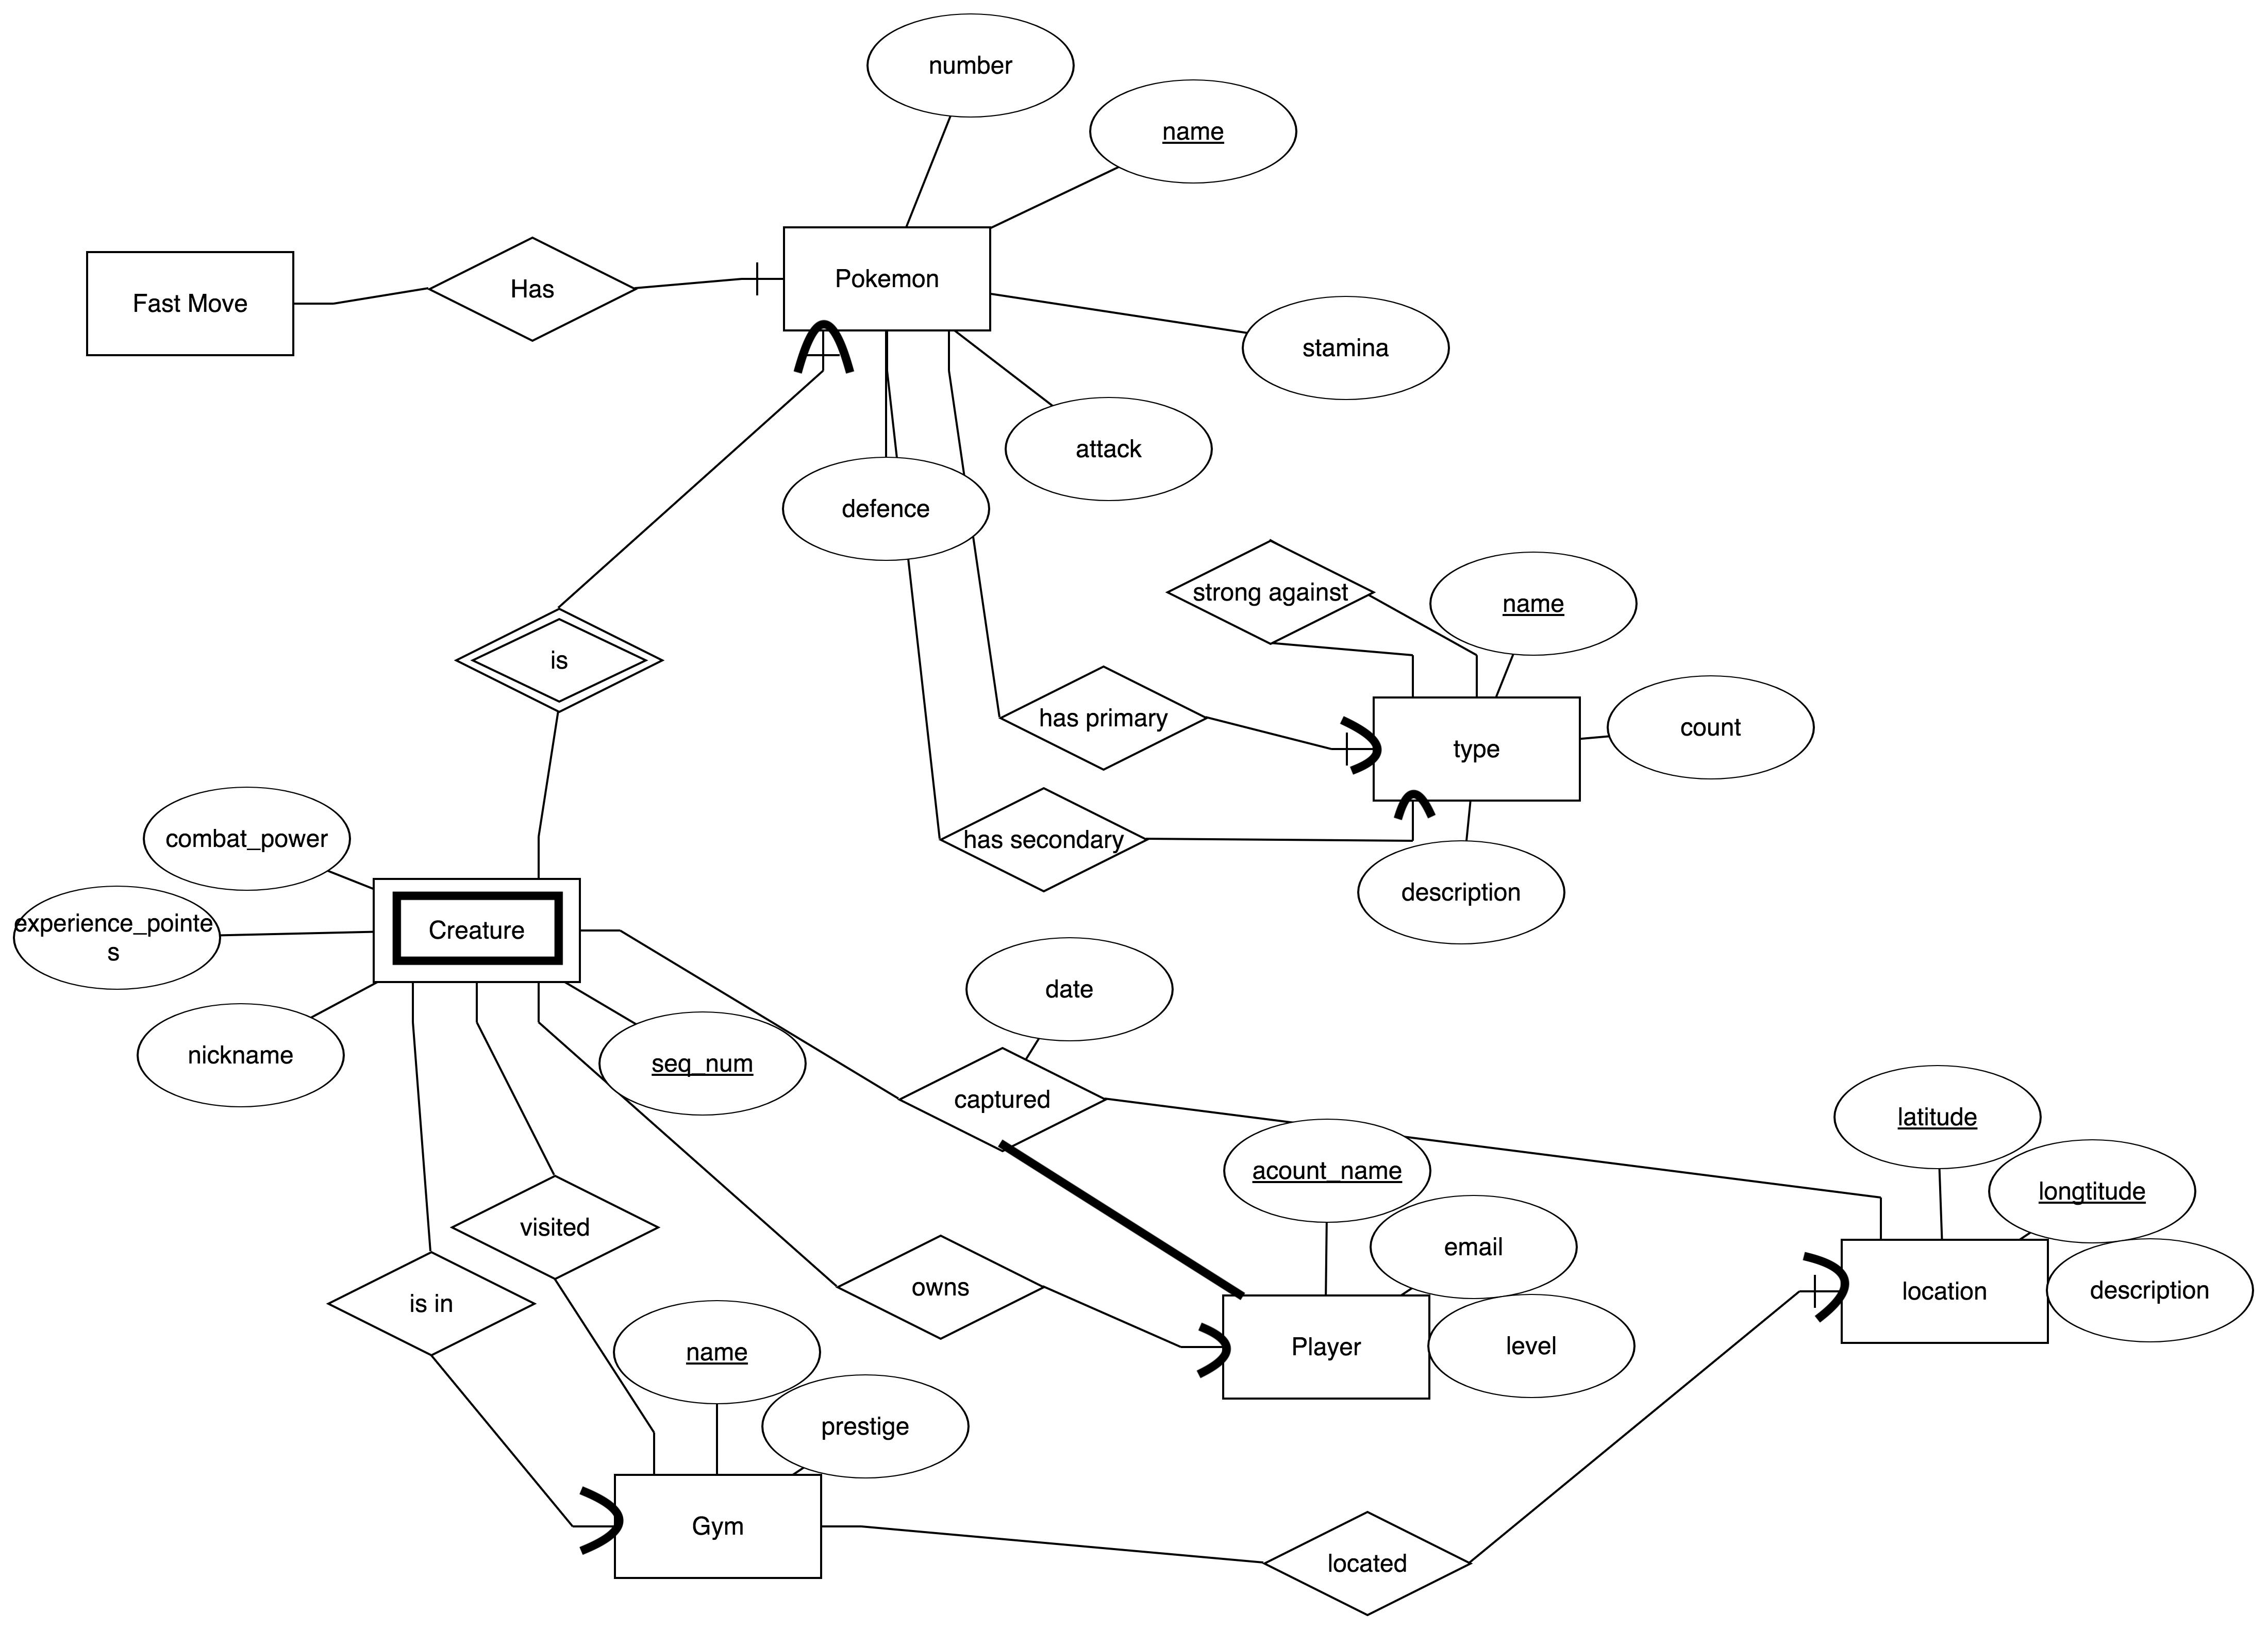 number
name
Fast Move
Has
Pokemon
stamina
attack
defence
strong against
name
is
has primary
type
count
combat_power
has secondary
description
experience_pointe
s
Creature
date
nickname
seq_num
captured
latitude
acount_name
longtitude
visited
email
is in
owns
location
description
name
Player
level
prestige
Gym
located